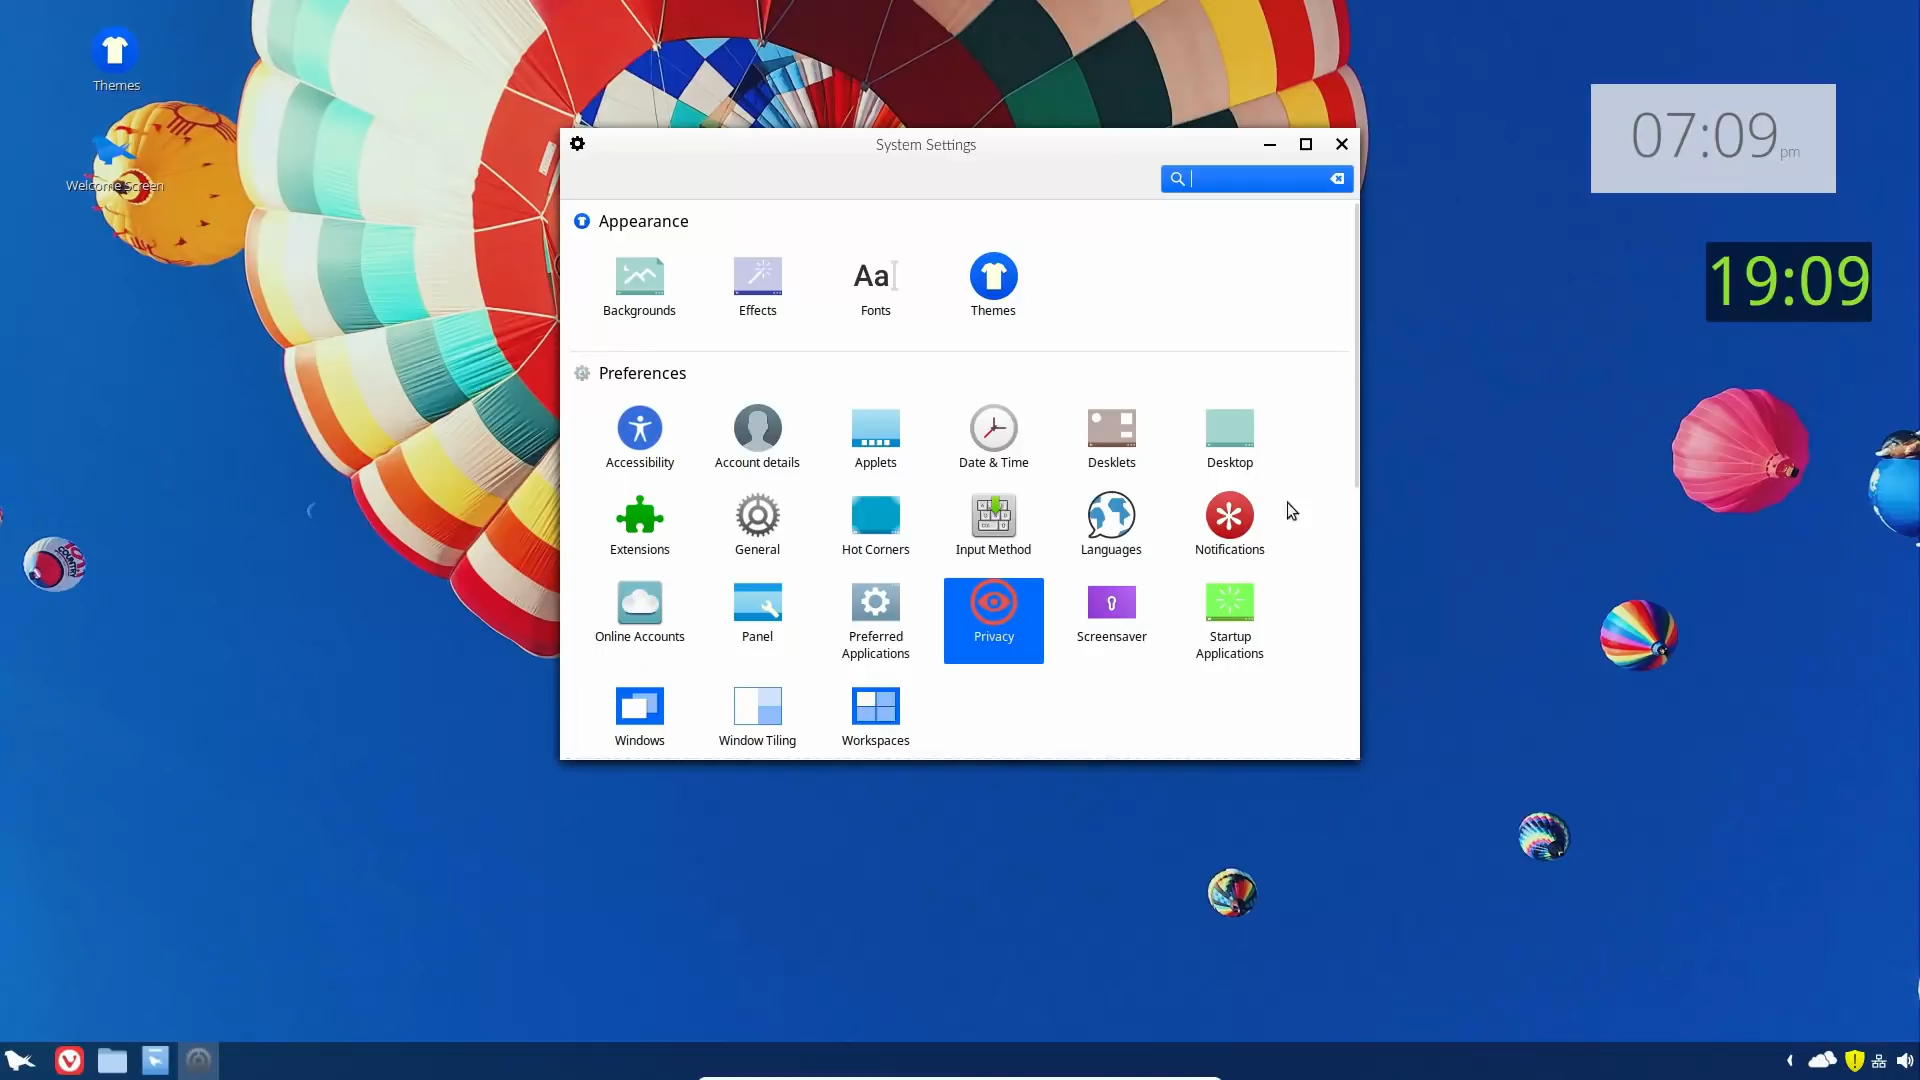 Themes
Welcome Screen
System Settings
Appearance
Backgrounds
Effects
Aa
Fonts
Themes
Preferences
Accessibility
Account details
Applets
Date & Time
Desklets
Desktop
Extensions
General
Hot Corners
Input Method
Languages
Notifications
Online Accounts
Panel
Preferred
Applications
Privacy
Screensaver
Startup
Applications
Windows
Window Tiling
Workspaces
07:09 pm
19:09
COUNTRY